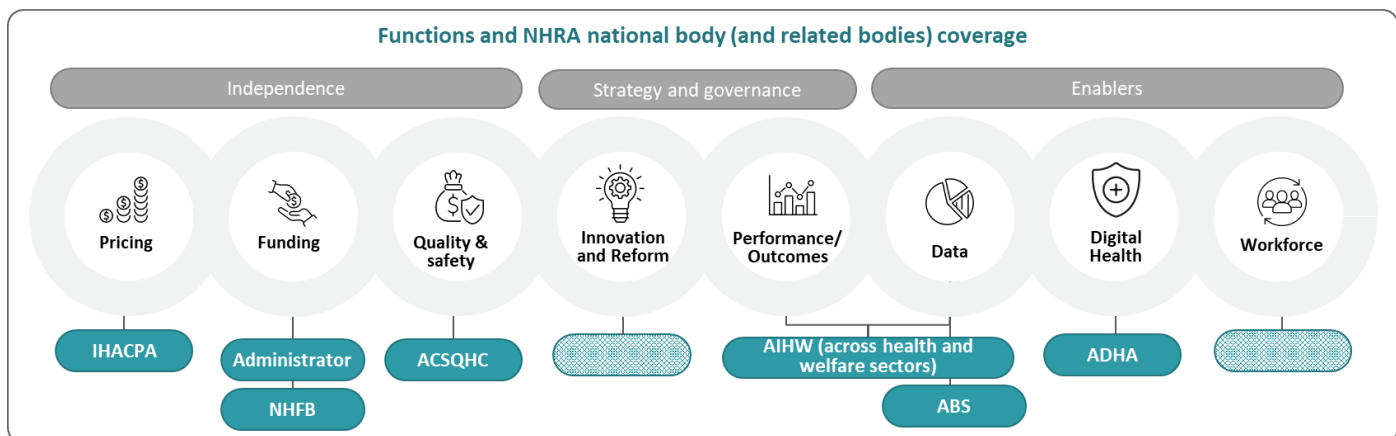 Functions and NHRA national body (and related bodies) coverage
Independence
Strategy and governance
Enablers
Pricing
Funding
Quality &
safety
Innovation
and Reform
Performance/
Outcomes
Data
Digital
Health
Workforce
IHACPA
Administrator
NHFB
ACSQHC
AIHW (across health and
welfare sectors)
ABS
ADHA